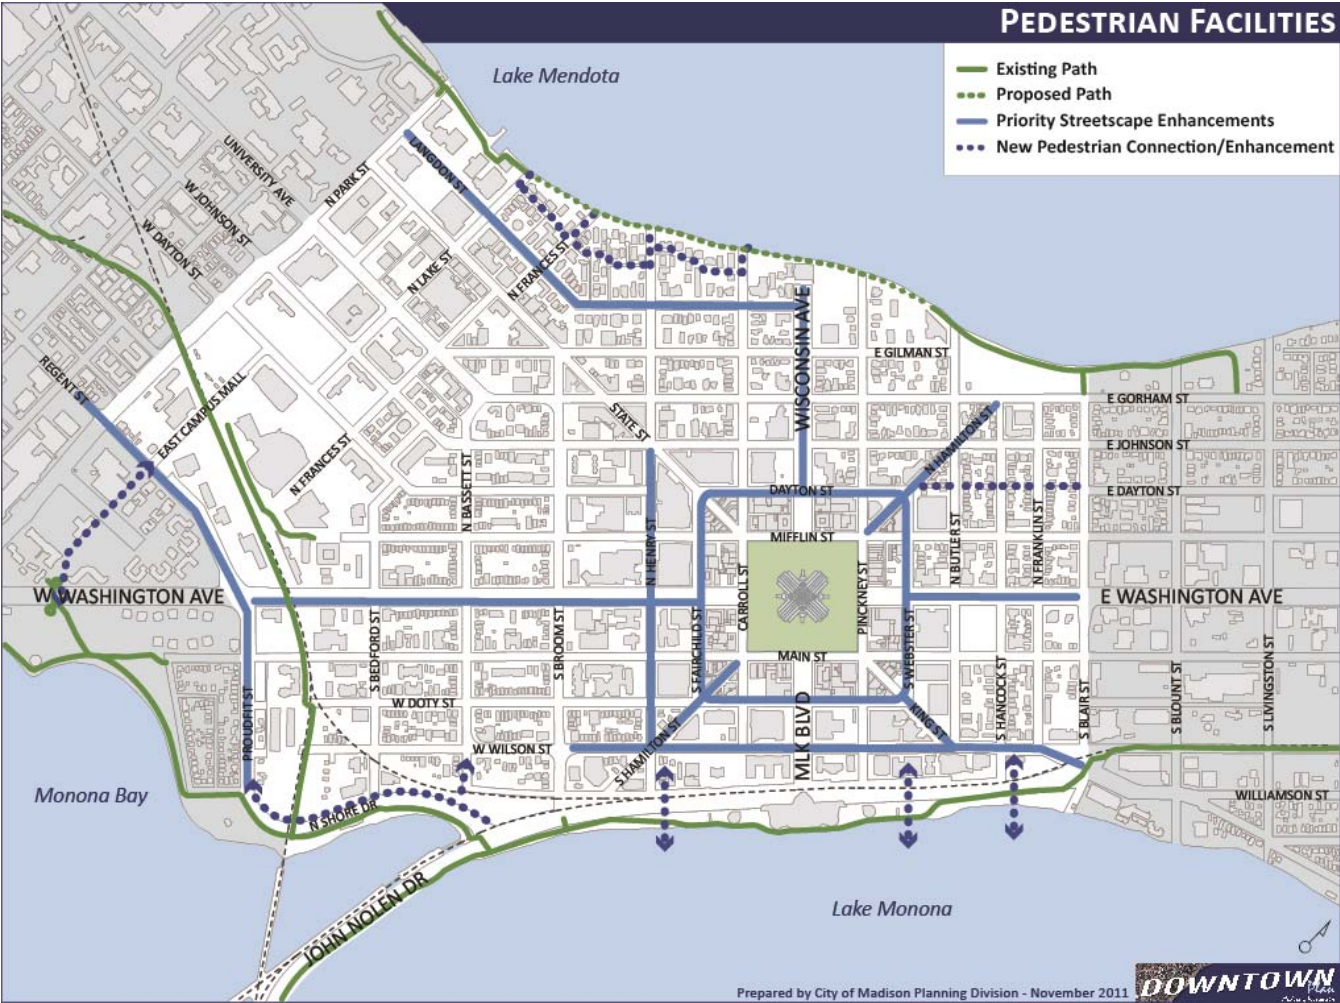 PEDESTRIAN FACILITIES
Existing Path
Proposed Path
Priority Streetscape Enhancements
New Pedestrian Connection/Enhancement
Lake Mendota
LANGDON ST
UNIVERSITY AVE
N PARK ST
W JOHNSON ST
W DAYTON ST
N LAKE ST
N FRANCES ST
WISCONSIN AVE
E GILMAN ST
REGENT ST
EAST CAMPUS MALL
STATE ST
E GORHAM ST
N HAMILTON ST
E JOHNSON ST
N FRANCES ST
N BASSETT ST
DAYTON ST
E DAYTON ST
N HENRY ST
MIFFLIN ST
N BUTLER ST
N FRANKLIN ST
CARROLL ST
PINCKNEY ST
W WASHINGTON AVE
E WASHINGTON AVE
S BEDFORD ST
S BROOM ST
S FAIRCHILD ST
MAIN ST
S WEBSTER ST
S HANCOCK ST
S BLAIR ST
S BLOUNT ST
S LIVINGSTON ST
PROUDFIT ST
W DOTY ST
MLK BLVD
KING ST
W WILSON ST
S HAMILTON ST
Monona Bay
N SHORE DR
WILLIAMSON ST
JOHN NOLEN DR
Lake Monona
Prepared by City of Madison Planning Division - November 2011
DOWNTOWN
Plan